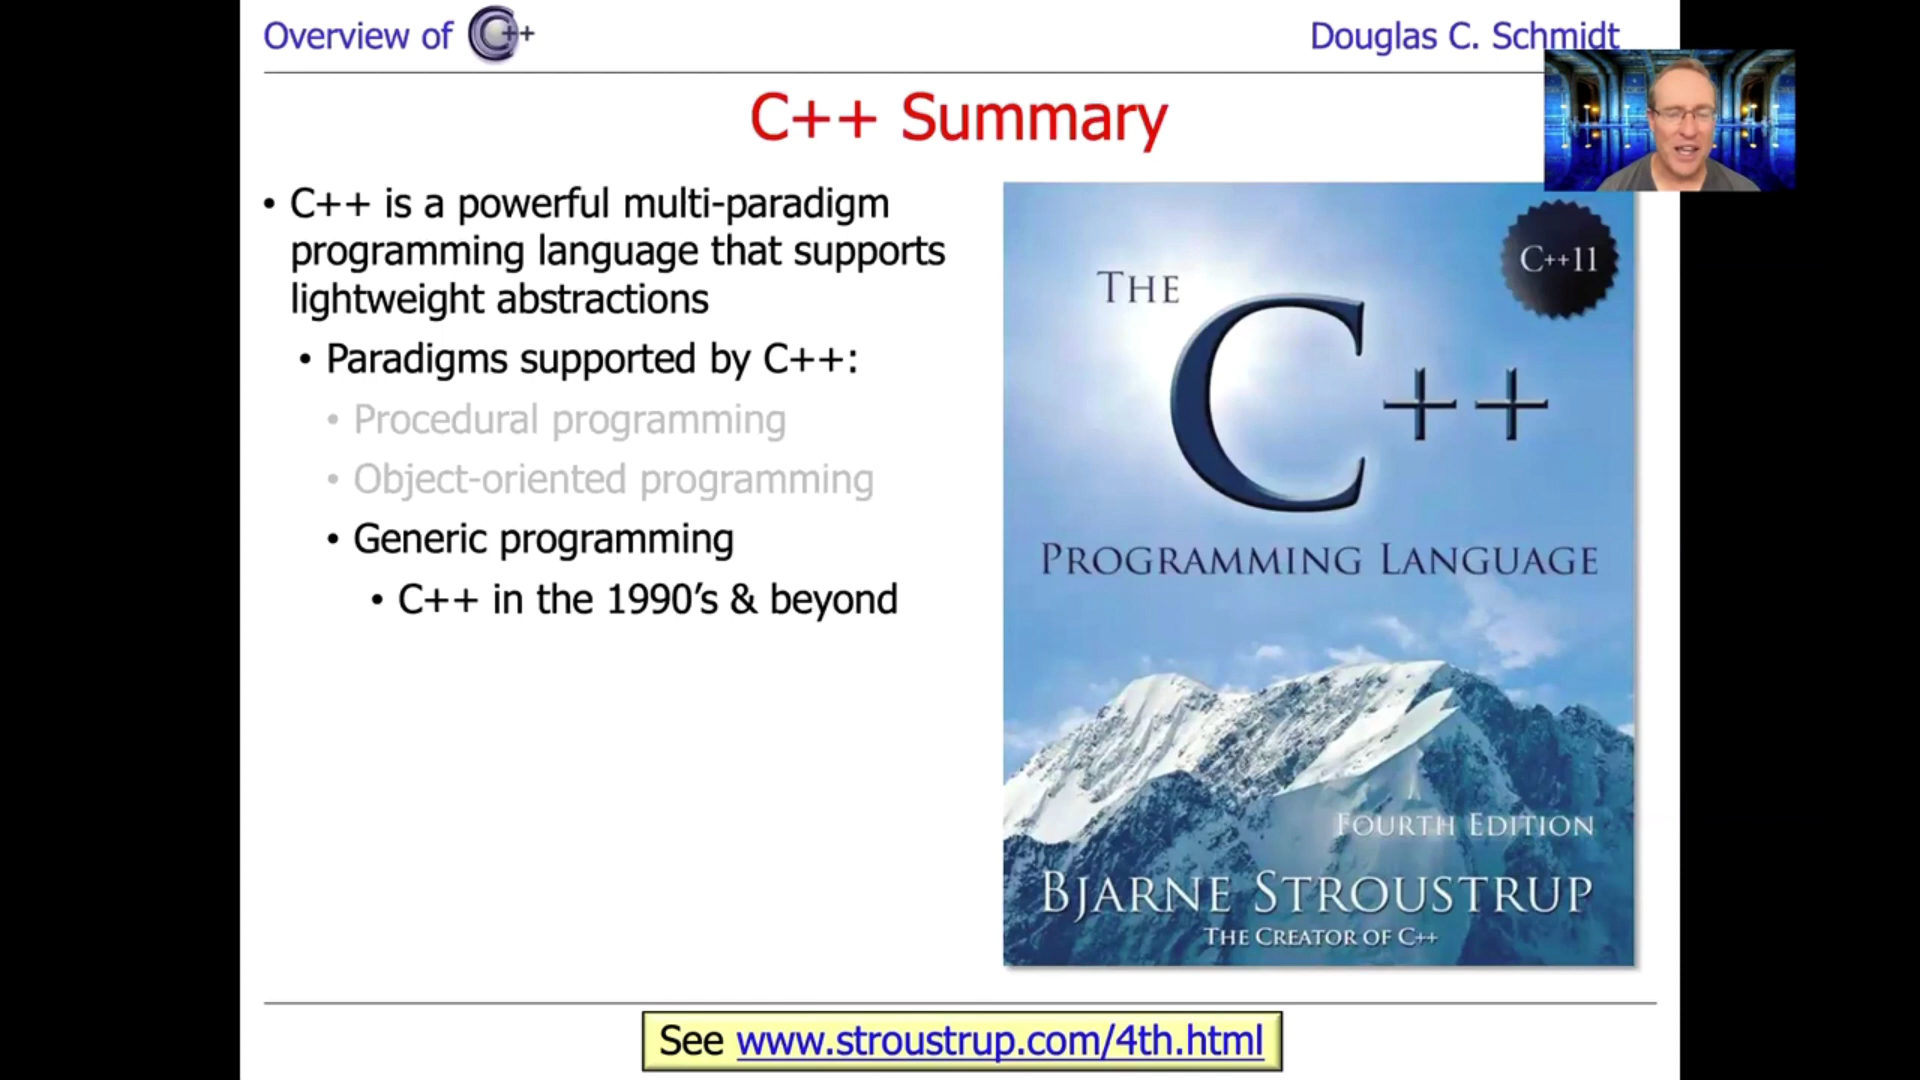 Overview of C++
Douglas C. Schmidt
C++ Summary
• C++ is a powerful multi-paradigm
programming language that supports
lightweight abstractions
• Paradigms supported by C++:
• Procedural programming
• Object-oriented programming
• Generic programming
• C++ in the 1990’s & beyond
C++11
THE
C++
PROGRAMMING LANGUAGE
FOURTH EDITION
BJARNE STROUSTRUP
THE CREATOR OF C++
See www.stroustrup.com/4th.html